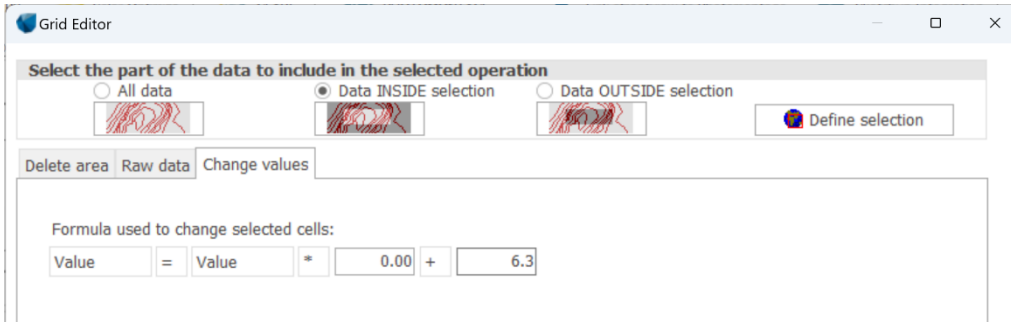 Grid Editor
Select the part of the data to include in the selected operation
All data Data INSIDE selection Data OUTSIDE selection
Define selection
Delete area Raw data Change values
Formula used to change selected cells:
Value = Value * 0.00 + 6.3